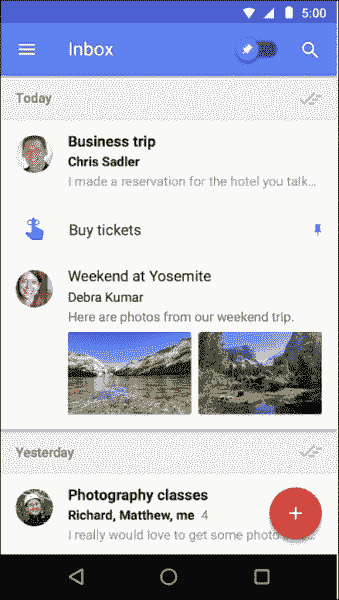 5:00
Inbox
Today
Business trip
Chris Sadler
I made a reservation for the hotel you talk...
Buy tickets
Weekend at Yosemite
Debra Kumar
Here are photos from our weekend trip.
Yesterday
Photography classes
Richard, Matthew, me 4
I really would love to get some photo